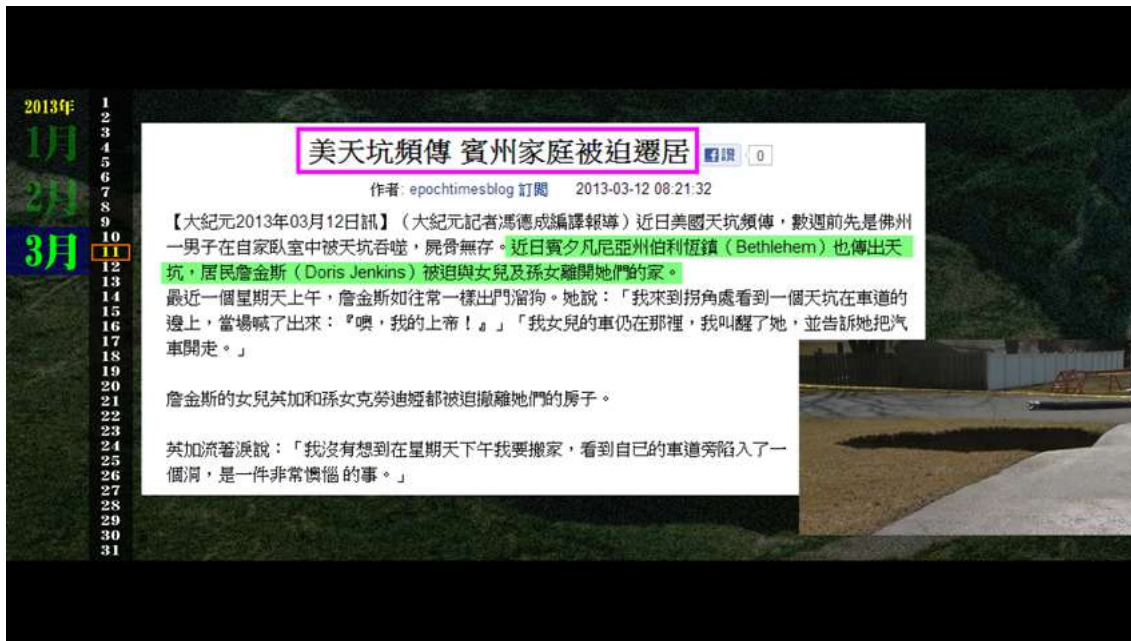 2013年
1月
2月
3月
1
2
3
4
5
6
7
8
9
10
11
12
13
14
15
16
17
18
19
20
21
22
23
24
25
26
27
28
29
30
31
美天坑頻傳 賓州家庭被迫遷居
讚 0
作者: epochtimesblog 訂閱 2013-03-12 08:21:32
【大紀元2013年03月12日訊】（大紀元記者馮德成編譯報導）近日美國天坑頻傳，數週前先是佛州
一男子在自家臥室中被天坑吞噬，屍骨無存。近日賓夕凡尼亞州伯利恆鎮（Bethlehem）也傳出天
坑，居民詹金斯（Doris Jenkins）被迫與女兒及孫女離開她們的家。
最近一個星期天上午，詹金斯如往常一樣出門溜狗。她說：「我來到拐角處看到一個天坑在車道的
邊上，當場喊了出來：『噢，我的上帝！』」「我女兒的車仍在那裡，我叫醒了她，並告訴她把汽
車開走。」
詹金斯的女兒英加和孫女克勞迪婭都被迫撤離她們的房子。
英加流著淚說：「我沒有想到在星期天下午我要搬家，看到自已的車道旁陷入了一
個洞，是一件非常懊惱的事。」